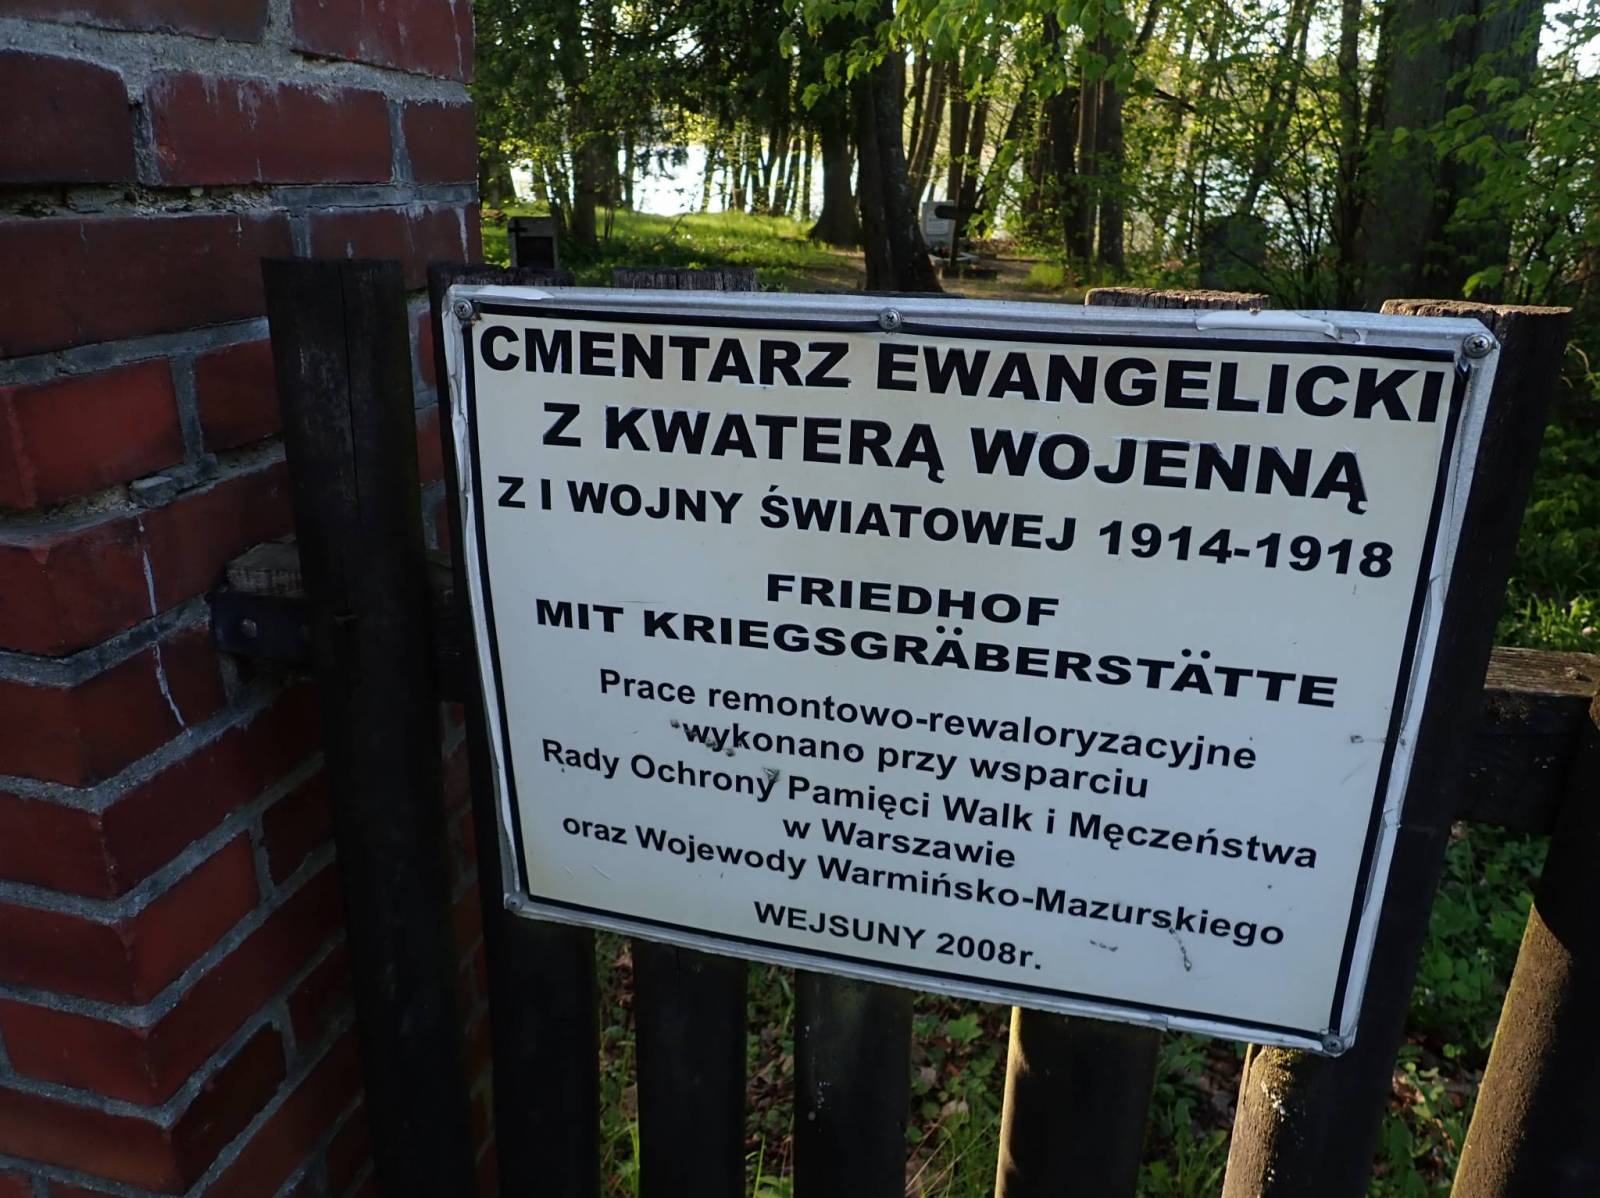 CMENTARZ EWANGELICKI
Z KWATERĄ WOJENNĄ
Z I WOJNY ŚWIATOWEJ 1914-1918
FRIEDHOF
MIT KRIEGSGRÄBERSTÄTTE
Prace remontowo-rewaloryzacyjne
wykonano przy wsparciu
Rady Ochrony Pamięci Walk i Męczeństwa
w Warszawie
oraz Wojewody Warmińsko-Mazurskiego
WEJSUNY 2008r.